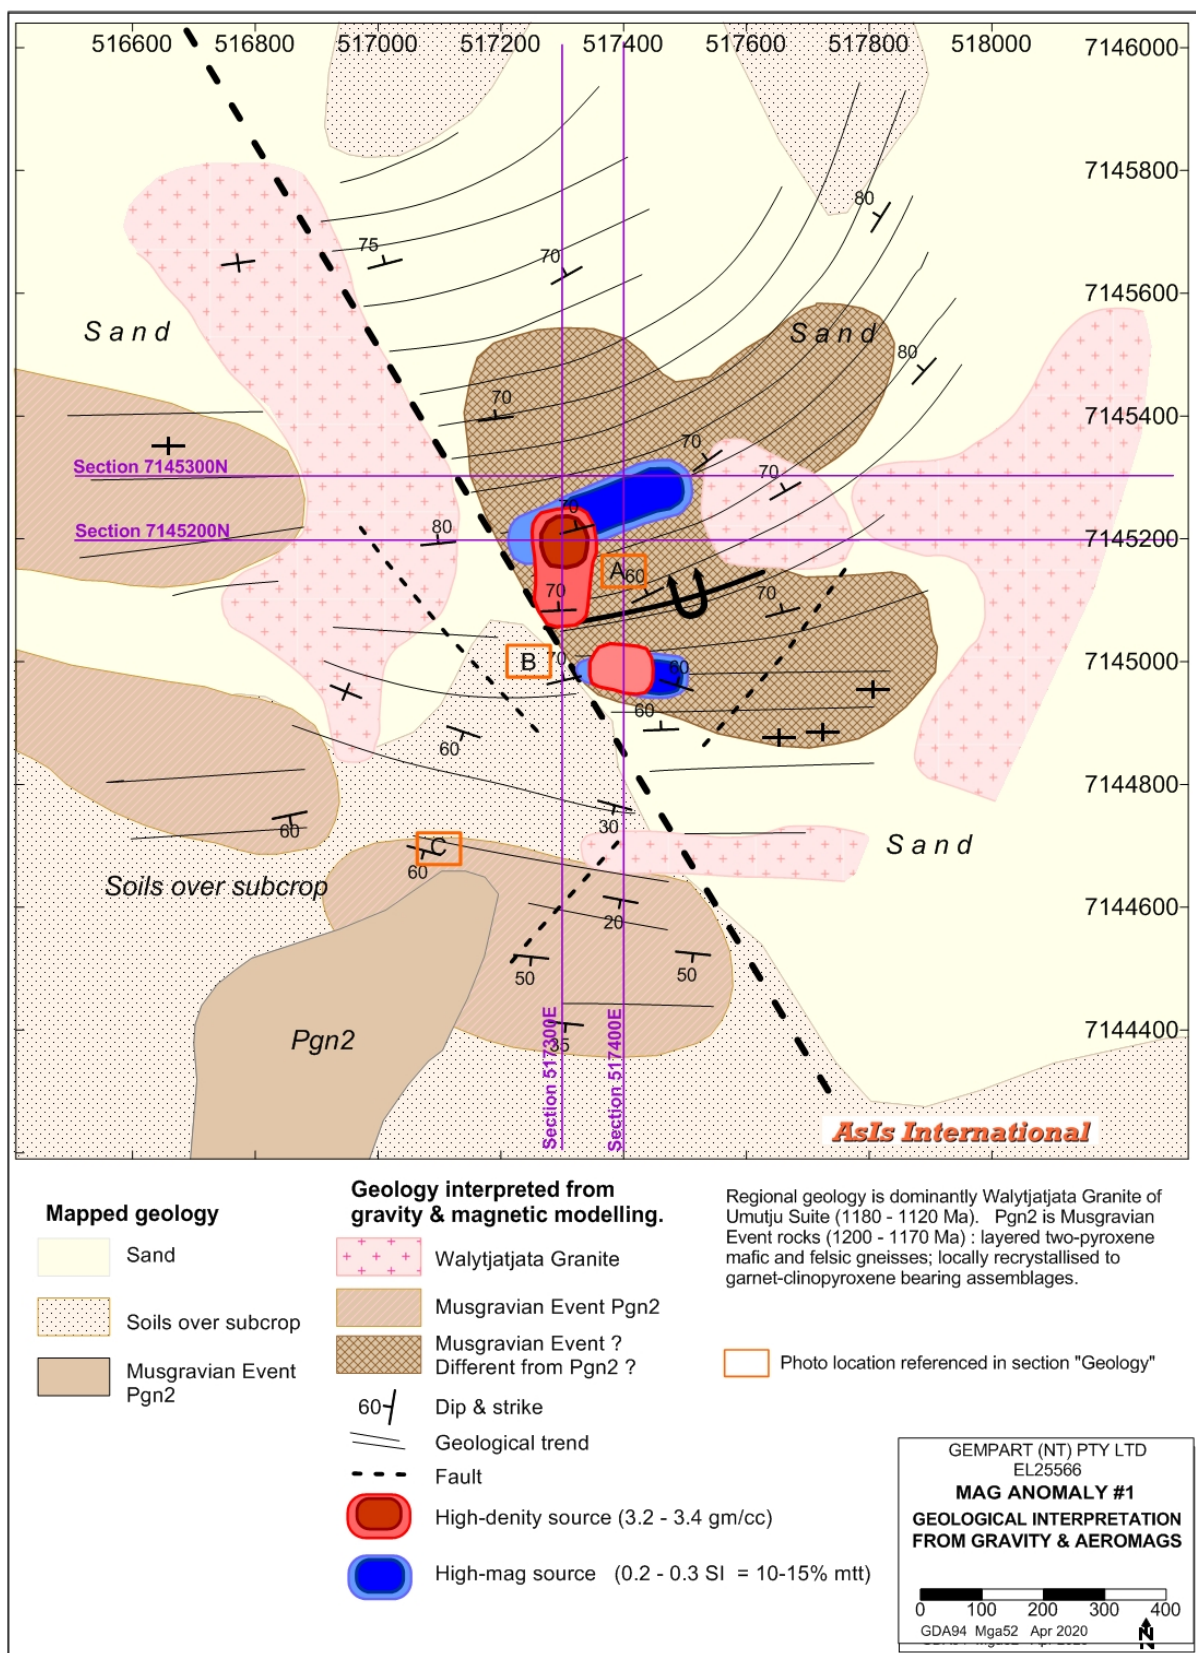 516600 516800 517000 517200 517400 517600 517800 518000 7146000
7145800
80
75
70
7145600
Sand
Sand
80
70
7145400
70
Section 7145300N
70
70
80
Section 7145200N
7145200
A
60
70
70
B
70
60
7145000
60
60
7144800
60
30
Sand
C
60
Soils over subcrop
20
7144600
50
50
Pgn2
35
7144400
Section 517300E
Section 517400E
AsIs International
Mapped geology
Sand
Soils over subcrop
Musgravian Event
Pgn2
Geology interpreted from
gravity & magnetic modelling.
Walytjatjata Granite
Musgravian Event Pgn2
Musgravian Event ?
Different from Pgn2 ?
60
Dip & strike
Geological trend
Fault
High-denity source (3.2 - 3.4 gm/cc)
High-mag source (0.2 - 0.3 SI = 10-15% mtt)
Regional geology is dominantly Walytjatjata Granite of
Umutju Suite (1180 - 1120 Ma). Pgn2 is Musgravian
Event rocks (1200 - 1170 Ma) : layered two-pyroxene
mafic and felsic gneisses; locally recrystallised to
garnet-clinopyroxene bearing assemblages.
Photo location referenced in section "Geology"
GEMPART (NT) PTY LTD
EL25566
MAG ANOMALY #1
GEOLOGICAL INTERPRETATION
FROM GRAVITY & AEROMAGS
0 100 200 300 400
GDA94 Mga52 Apr 2020
N